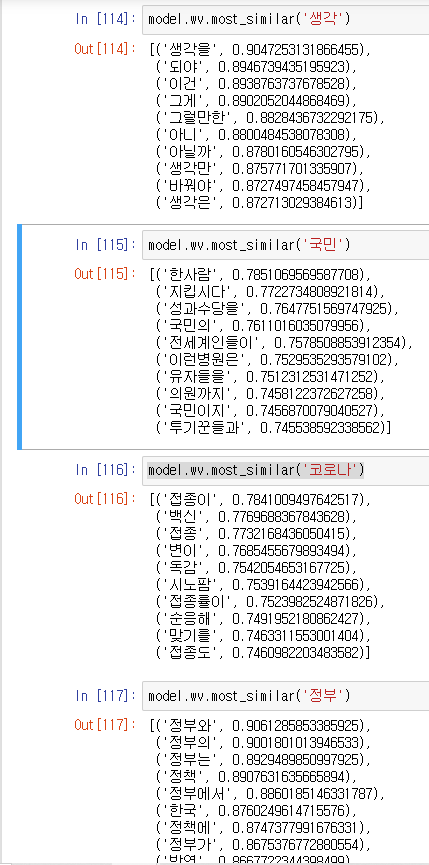 In [114]: model.wv.most_similar('생각')
Out[114]: [('생각을', 0.9047253131866455),
('되야', 0.8946739435195923),
('이건', 0.8938763737678528),
('그게', 0.8902052044868469),
('그럴만한', 0.8828436732292175),
('아니', 0.8800484538078308),
('아닐까', 0.8780160546302795),
('생각만', 0.875771701335907),
('바꿔야', 0.8727497458457947),
('생각은', 0.872713029384613)]
In [115]: model.wv.most_similar('국민')
Out[115]: [('한사람', 0.7851069569587708),
('지킵시다', 0.7722734808921814),
('성과수당을', 0.7647751569747925),
('국민의', 0.7611016035079956),
('전세계인들이', 0.7578508853912354),
('이런병원은', 0.7529535293579102),
('유자들을', 0.7512312531471252),
('의원까지', 0.7458122372627258),
('국민이지', 0.7456870079040527),
('투기꾼들과', 0.745538592338562)]
In [116]: model.wv.most_similar('코로나')
Out[116]: [('접종이', 0.7841009497642517),
('백신', 0.7769688367843628),
('접종', 0.7732168436050415),
('변이', 0.7685455679893494),
('독감', 0.7542054653167725),
('시노팜', 0.7539164423942566),
('접종률이', 0.7523982524871826),
('순응해', 0.7491952180862427),
('맞기를', 0.7463311553001404),
('접종도', 0.7460982203483582)]
In [117]: model.wv.most_similar('정부')
Out[117]: [('정부와', 0.9061285853385925),
('정부의', 0.9001801013946533),
('정부는', 0.8929489850997925),
('정책', 0.8907631635665894),
('정부에서', 0.8860185146331787),
('한국', 0.8760249614715576),
('정책에', 0.8747377991676331),
('정부가', 0.8675376772880554),